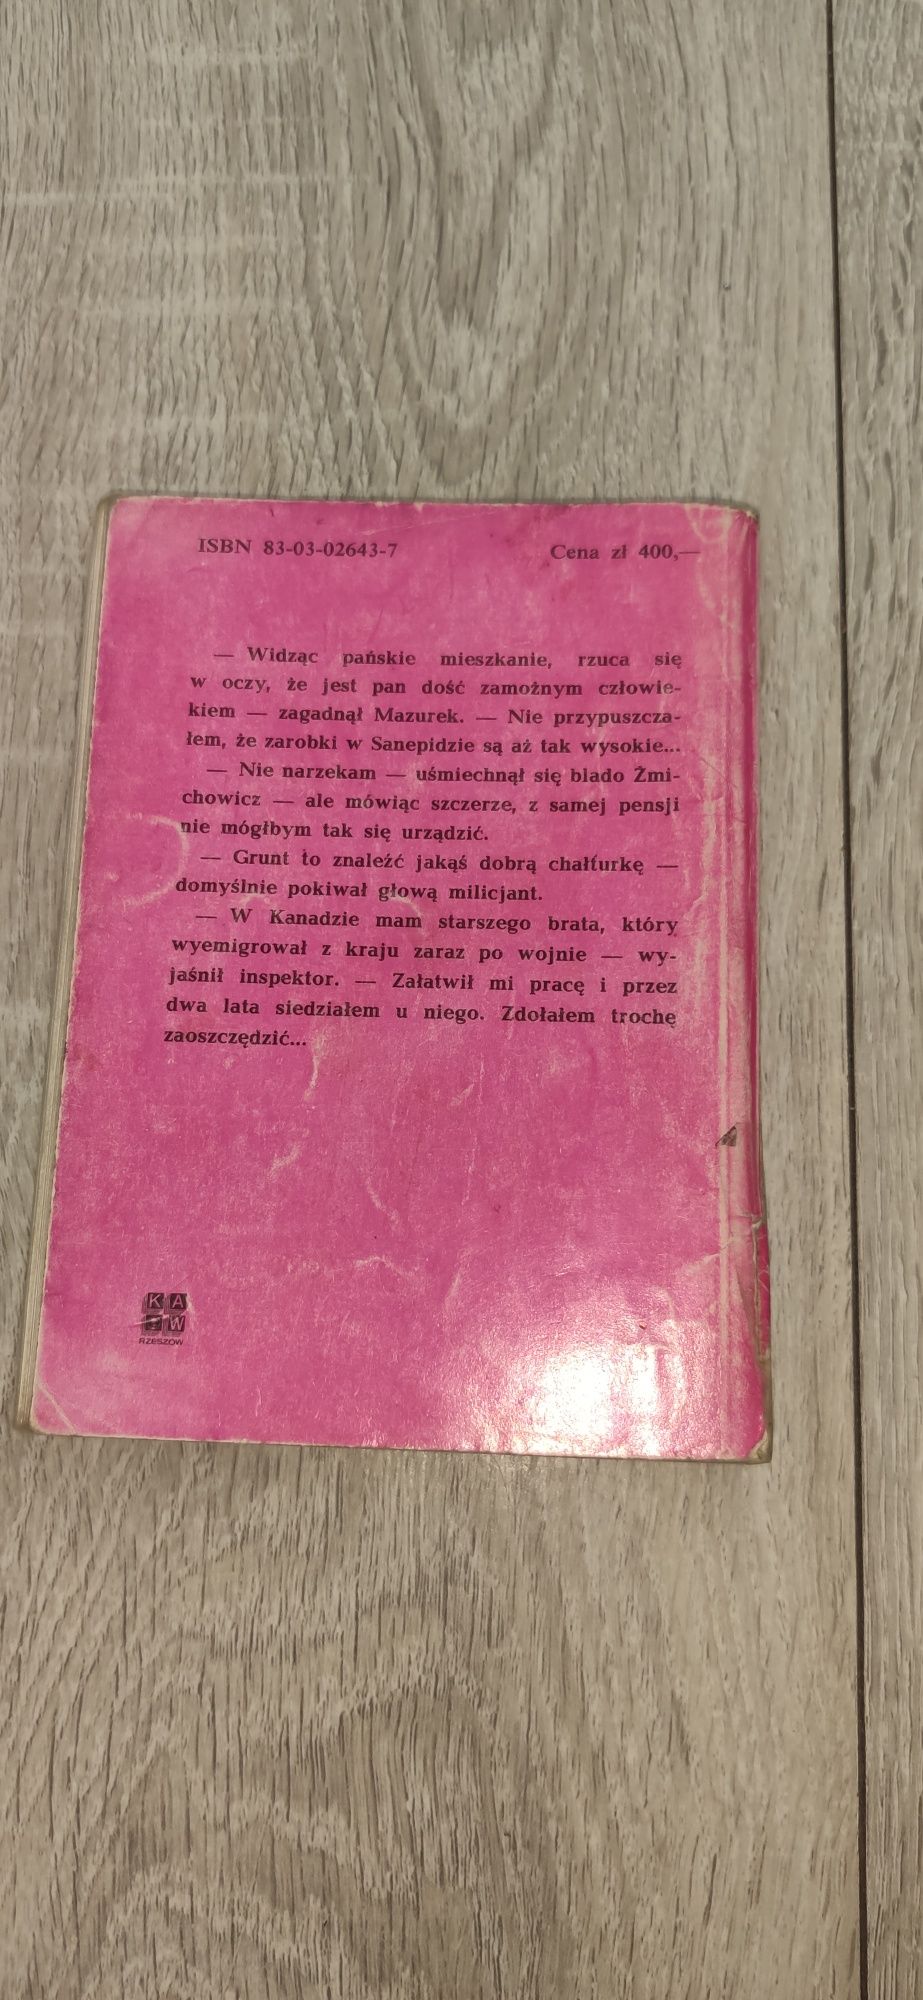 ISBN 83-03-02643-7 Cena zł 400,—
— Widząc pańskie mieszkanie, rzuca się
w oczy, że jest pan dość zamożnym człowie-
kiem — zagadnął Mazurek. — Nie przypuszcza-
łem, że zarobki w Sanepidzie są aż tak wysokie...
— Nie narzekam — uśmiechnął się blado Żmi-
chowicz — ale mówiąc szczerze, z samej pensji
nie mógłbym tak się urządzić.
— Grunt to znaleźć jakąś dobrą chałturkę —
domyślnie pokiwał głową milicjant.
— W Kanadzie mam starszego brata, który
wyemigrował z kraju zaraz po wojnie — wy-
jaśnił inspektor. — Załatwił mi pracę i przez
dwa lata siedziałem u niego. Zdołałem trochę
zaoszczędzić...
K A
W
RZESZÓW